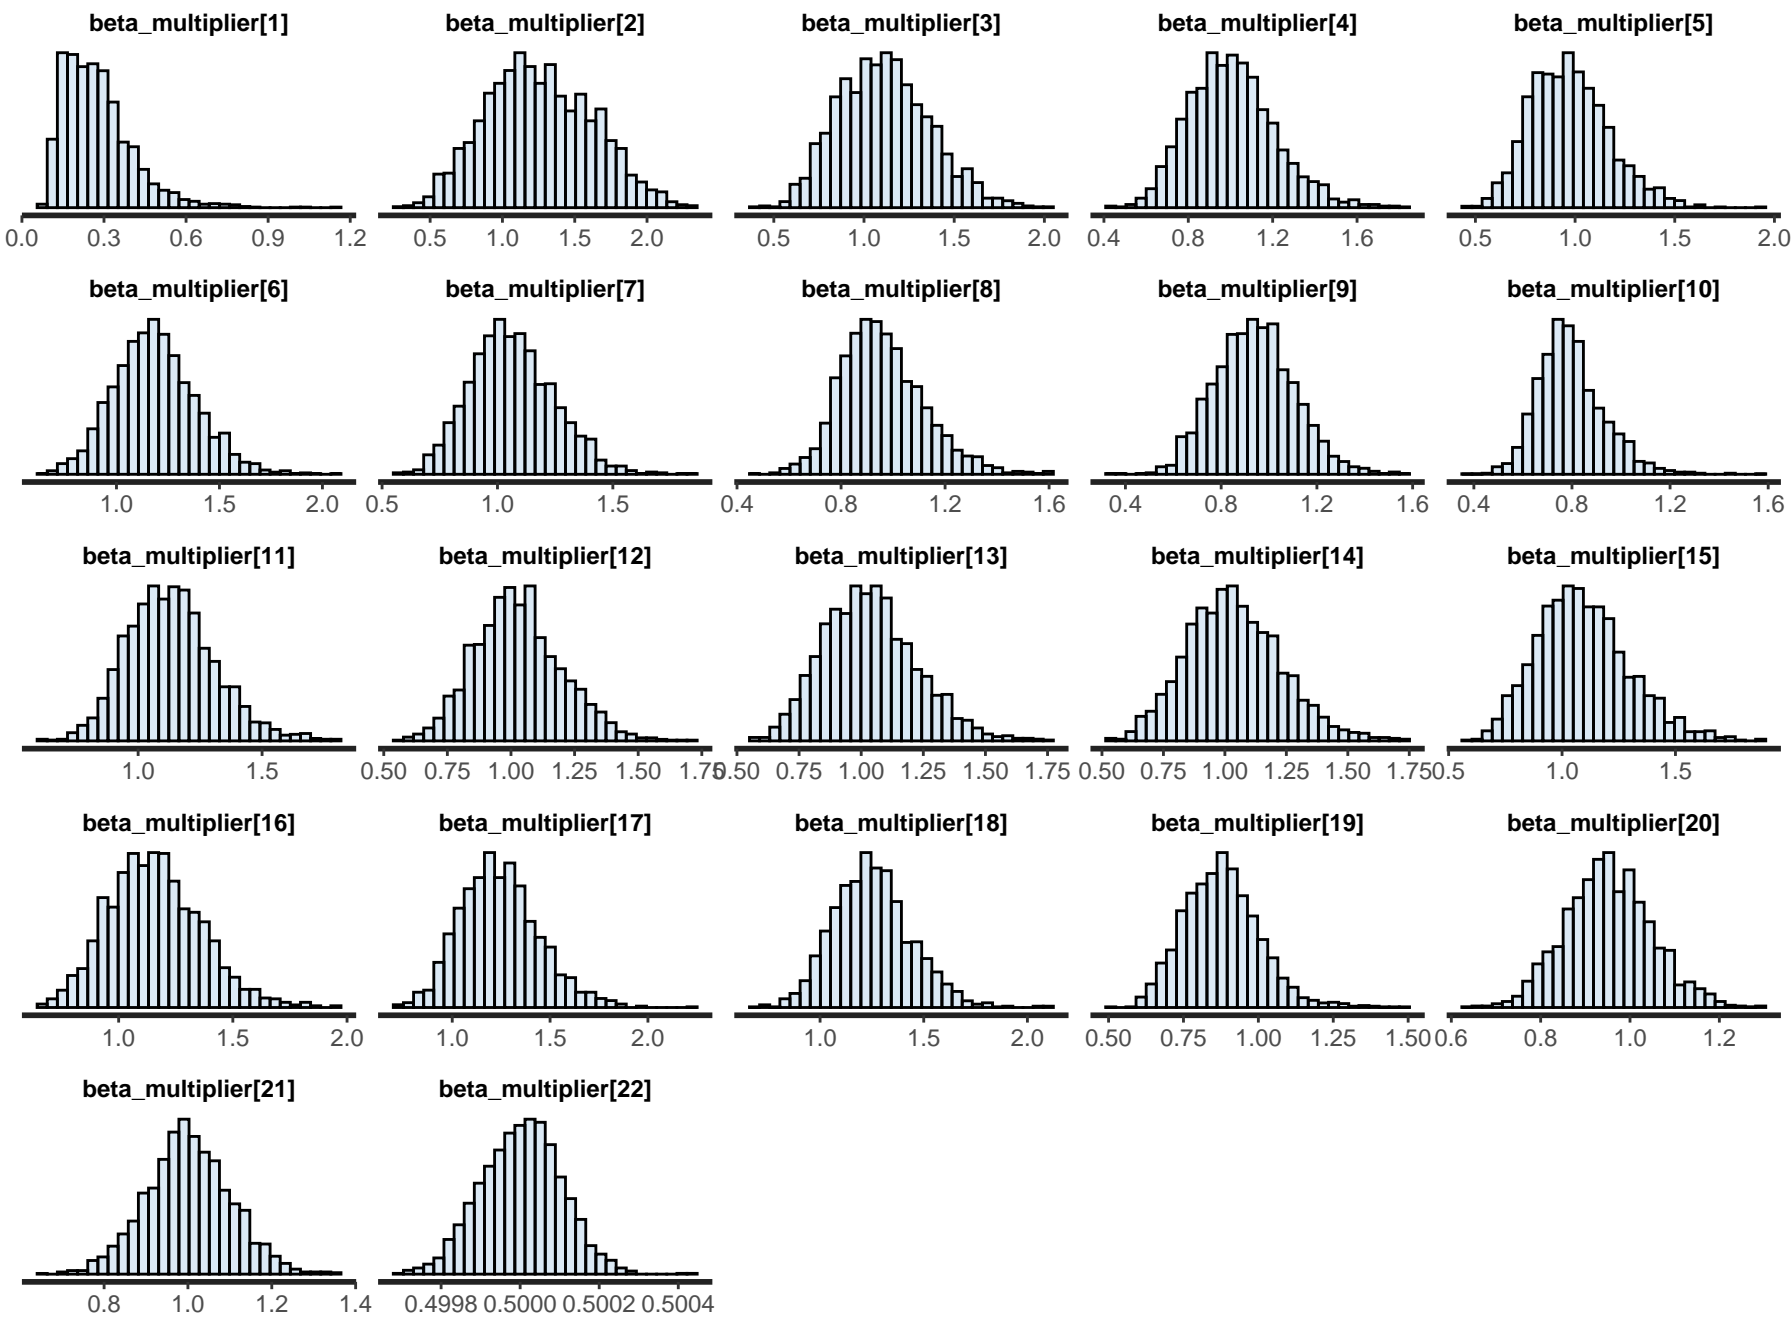 beta_multiplier[1] beta_multiplier[2] beta_multiplier[3] beta_multiplier[4] beta_multiplier[5]
0.0 0.3 0.6 0.9 1.2 0.5 1.0 1.5 2.0 0.5 1.0 1.5 2.0 0.4 0.8 1.2 1.6 0.5 1.0 1.5 2.0
beta_multiplier[6] beta_multiplier[7] beta_multiplier[8] beta_multiplier[9] beta_multiplier[10]
1.0 1.5 2.0 0.5 1.0 1.5 0.4 0.8 1.2 1.6 0.4 0.8 1.2 1.6 0.4 0.8 1.2 1.6
beta_multiplier[11] beta_multiplier[12] beta_multiplier[13] beta_multiplier[14] beta_multiplier[15]
1.0 1.5 0.50 0.75 1.00 1.25 1.50 1.75 0.50 0.75 1.00 1.25 1.50 1.75 0.50 0.75 1.00 1.25 1.50 1.75 0.5 1.0 1.5
beta_multiplier[16] beta_multiplier[17] beta_multiplier[18] beta_multiplier[19] beta_multiplier[20]
1.0 1.5 2.0 1.0 1.5 2.0 1.0 1.5 2.0 0.50 0.75 1.00 1.25 1.50 0.6 0.8 1.0 1.2
beta_multiplier[21] beta_multiplier[22]
0.8 1.0 1.2 1.4 0.4998 0.5000 0.5002 0.5004